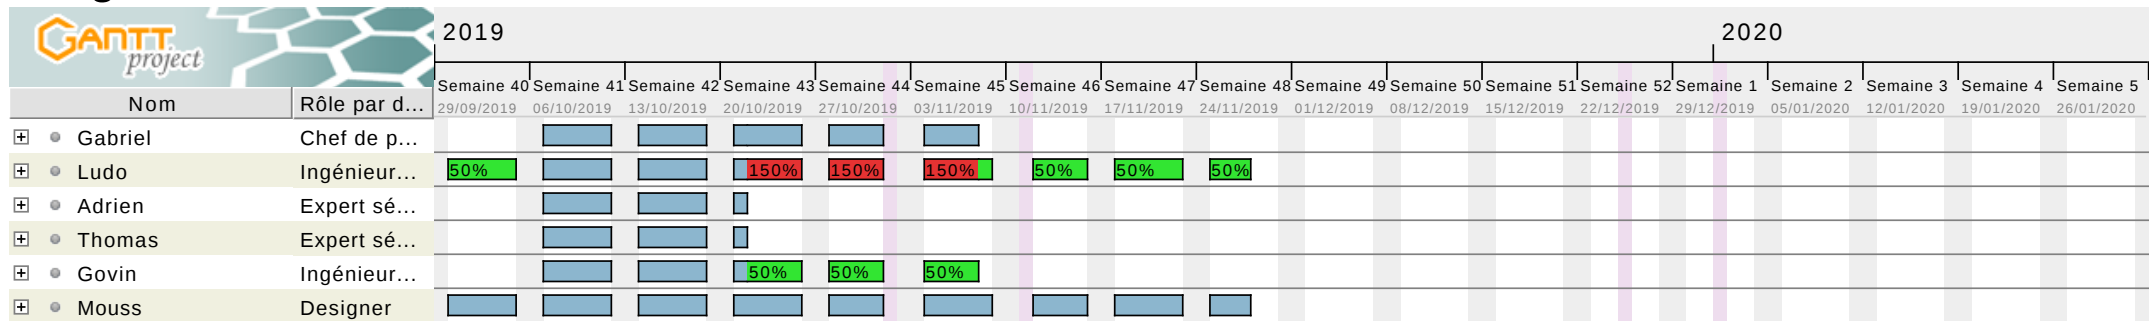 GANTT
project
2019 2020
Semaine 40 Semaine 41 Semaine 42 Semaine 43 Semaine 44 Semaine 45 Semaine 46 Semaine 47 Semaine 48 Semaine 49 Semaine 50 Semaine 51 Semaine 52 Semaine 1 Semaine 2 Semaine 3 Semaine 4 Semaine 5
Nom Rôle par d... 29/09/2019 06/10/2019 13/10/2019 20/10/2019 27/10/2019 03/11/2019 10/11/2019 17/11/2019 24/11/2019 01/12/2019 08/12/2019 15/12/2019 22/12/2019 29/12/2019 05/01/2020 12/01/2020 19/01/2020 26/01/2020
Gabriel Chef de p...
Ludo Ingénieur... 50% 150% 150% 150% 50% 50% 50%
Adrien Expert sé...
Thomas Expert sé...
Govin Ingénieur... 50% 50% 50%
Mouss Designer